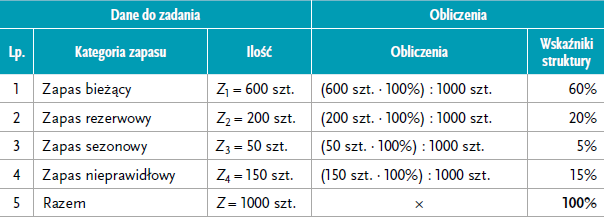 Dane do zadania Obliczenia
Lp. Kategoria zapasu Ilość Obliczenia Wskaźniki struktury
1 Zapas bieżący Z1 = 600 szt. (600 szt. · 100%) : 1000 szt. 60%
2 Zapas rezerwowy Z2 = 200 szt. (200 szt. · 100%) : 1000 szt. 20%
3 Zapas sezonowy Z3 = 50 szt. (50 szt. · 100%) : 1000 szt. 5%
4 Zapas nieprawidłowy Z4 = 150 szt. (150 szt. · 100%) : 1000 szt. 15%
5 Razem Z = 1000 szt. × 100%